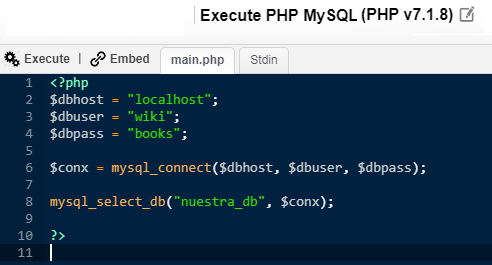 Execute PHP MySQL (PHP v7.1.8)
Execute | Embed main.php Stdin
1 <?php
2 $dbhost = "localhost";
3 $dbuser = "wiki";
4 $dbpass = "books";
5
6 $conx = mysql_connect($dbhost, $dbuser, $dbpass);
7
8 mysql_select_db("nuestra_db", $conx);
9
10 ?>
11